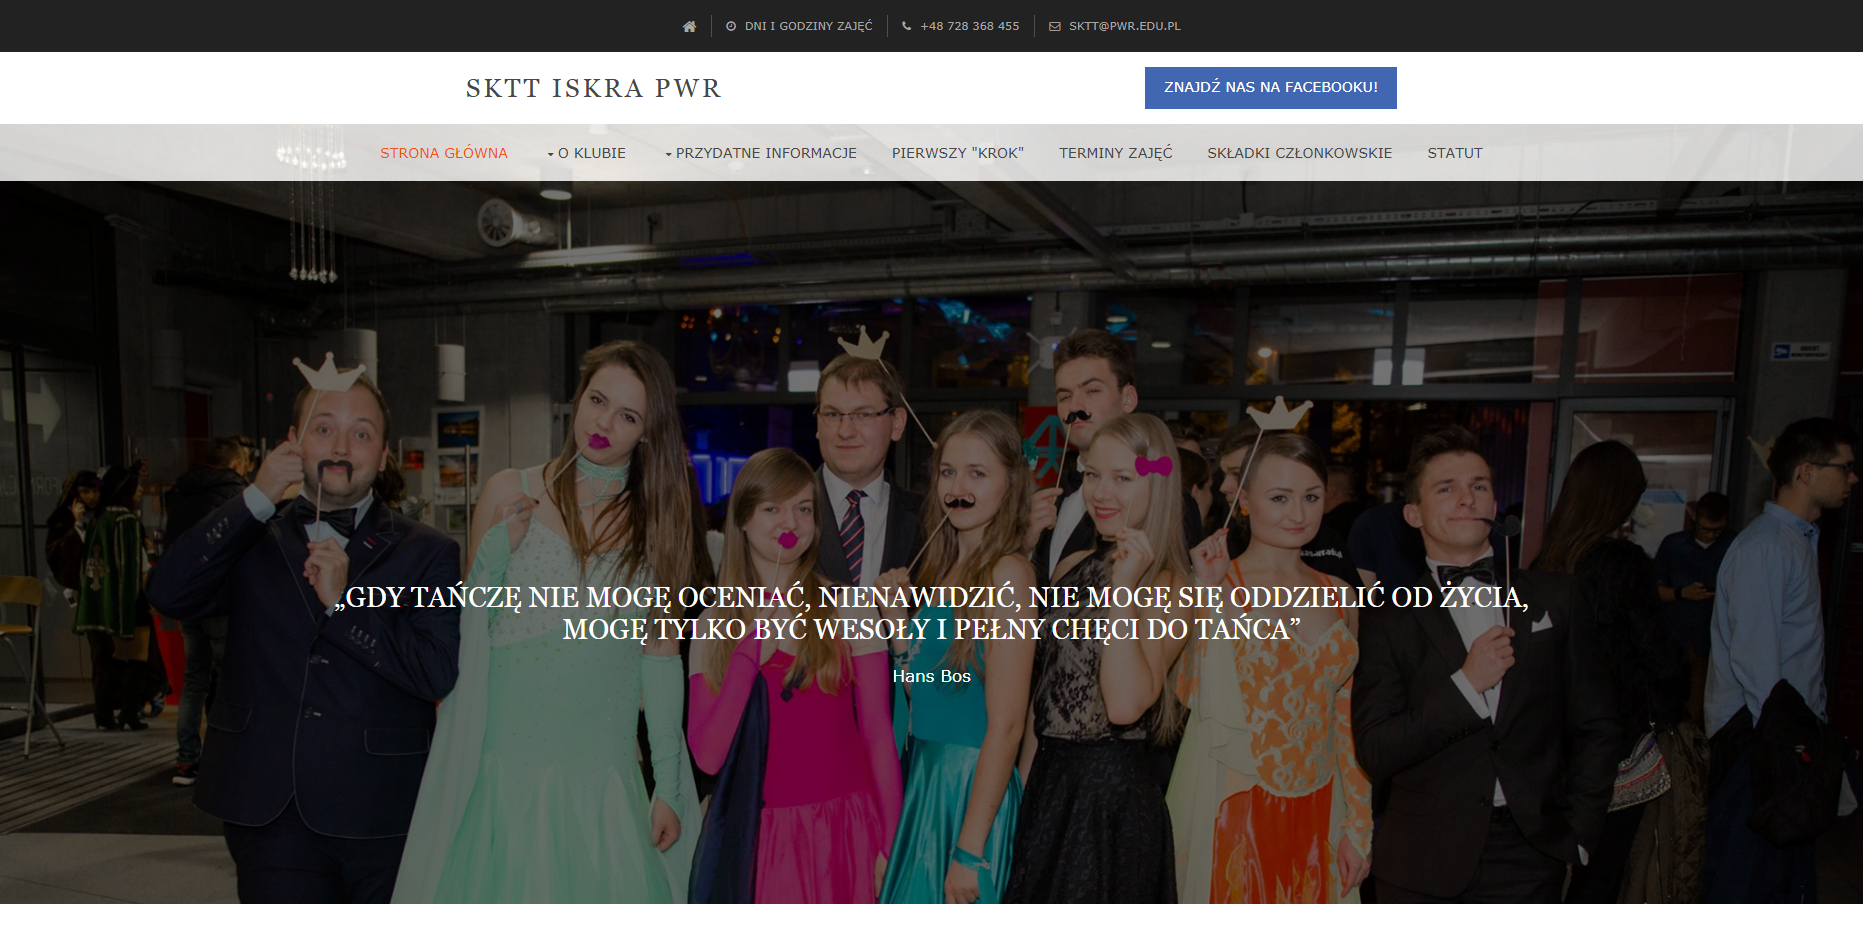 DNI I GODZINY ZAJĘĆ
+48 728 368 455
SKTT@PWR.EDU.PL
SKTT ISKRA PWR
ZNAJDŹ NAS NA FACEBOOKU!
STRONA GŁÓWNA
O KLUBIE
PRZYDATNE INFORMACJE
PIERWSZY "KROK"
TERMINY ZAJĘĆ
SKŁADKI CZŁONKOWSKIE
STATUT
„GDY TAŃCZĘ NIE MOGĘ OCENIAĆ, NIENAWIDZIĆ, NIE MOGĘ SIĘ ODDZIELIĆ OD ŻYCIA,
MOGĘ TYLKO BYĆ WESOŁY I PEŁNY CHĘCI DO TAŃCA”
Hans Bos